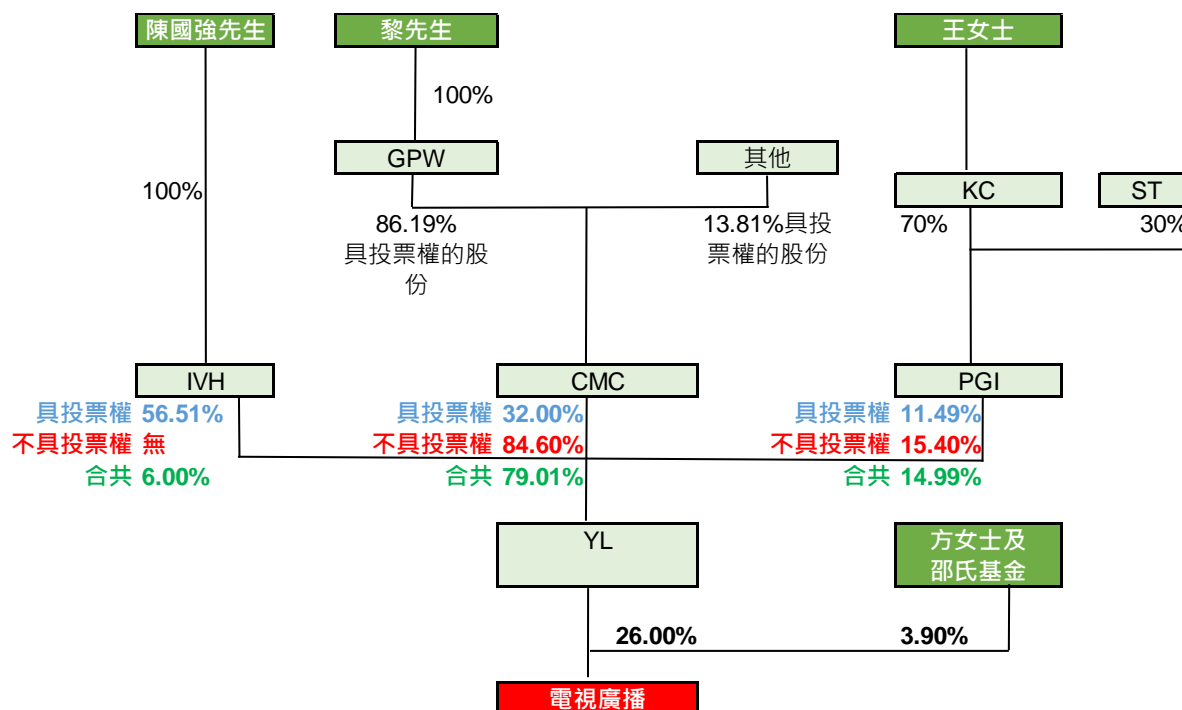 陳國強先生
黎先生
王女士
100%
GPW
其他
100%
KC
ST
86.19%
具投票權的股
份
13.81%具投
票權的股份
70%
30%
IVH
CMC
PGI
具投票權 56.51%
不具投票權 無
合共 6.00%
具投票權 32.00%
不具投票權 84.60%
合共 79.01%
具投票權 11.49%
不具投票權 15.40%
合共 14.99%
YL
方女士及
邵氏基金
26.00%
3.90%
電視廣播